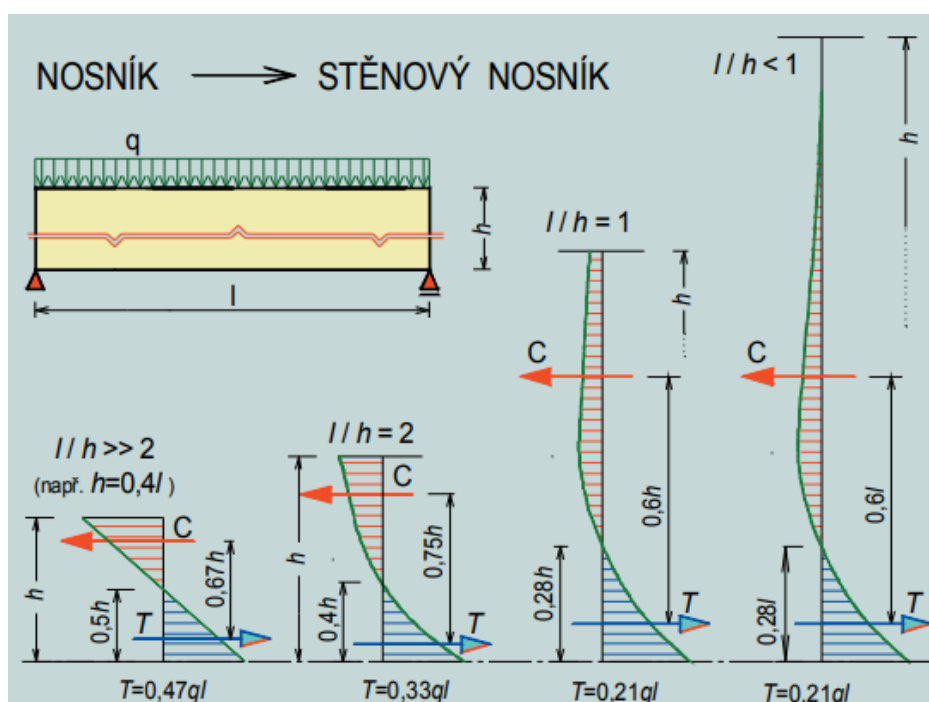 NOSNÍK STĚNOVÝ NOSNÍK
q
h
l
l / h >> 2
(např. h=0,4l )
h
0,5h
C
0,67h
T
T=0,47ql
l / h = 2
h
C
0,75h
0,4h
T
T=0,33ql
l / h = 1
h
C
0,6h
0,28h
T
T=0,21ql
l / h < 1
h
C
0,6l
0,28l
T
T=0,21ql